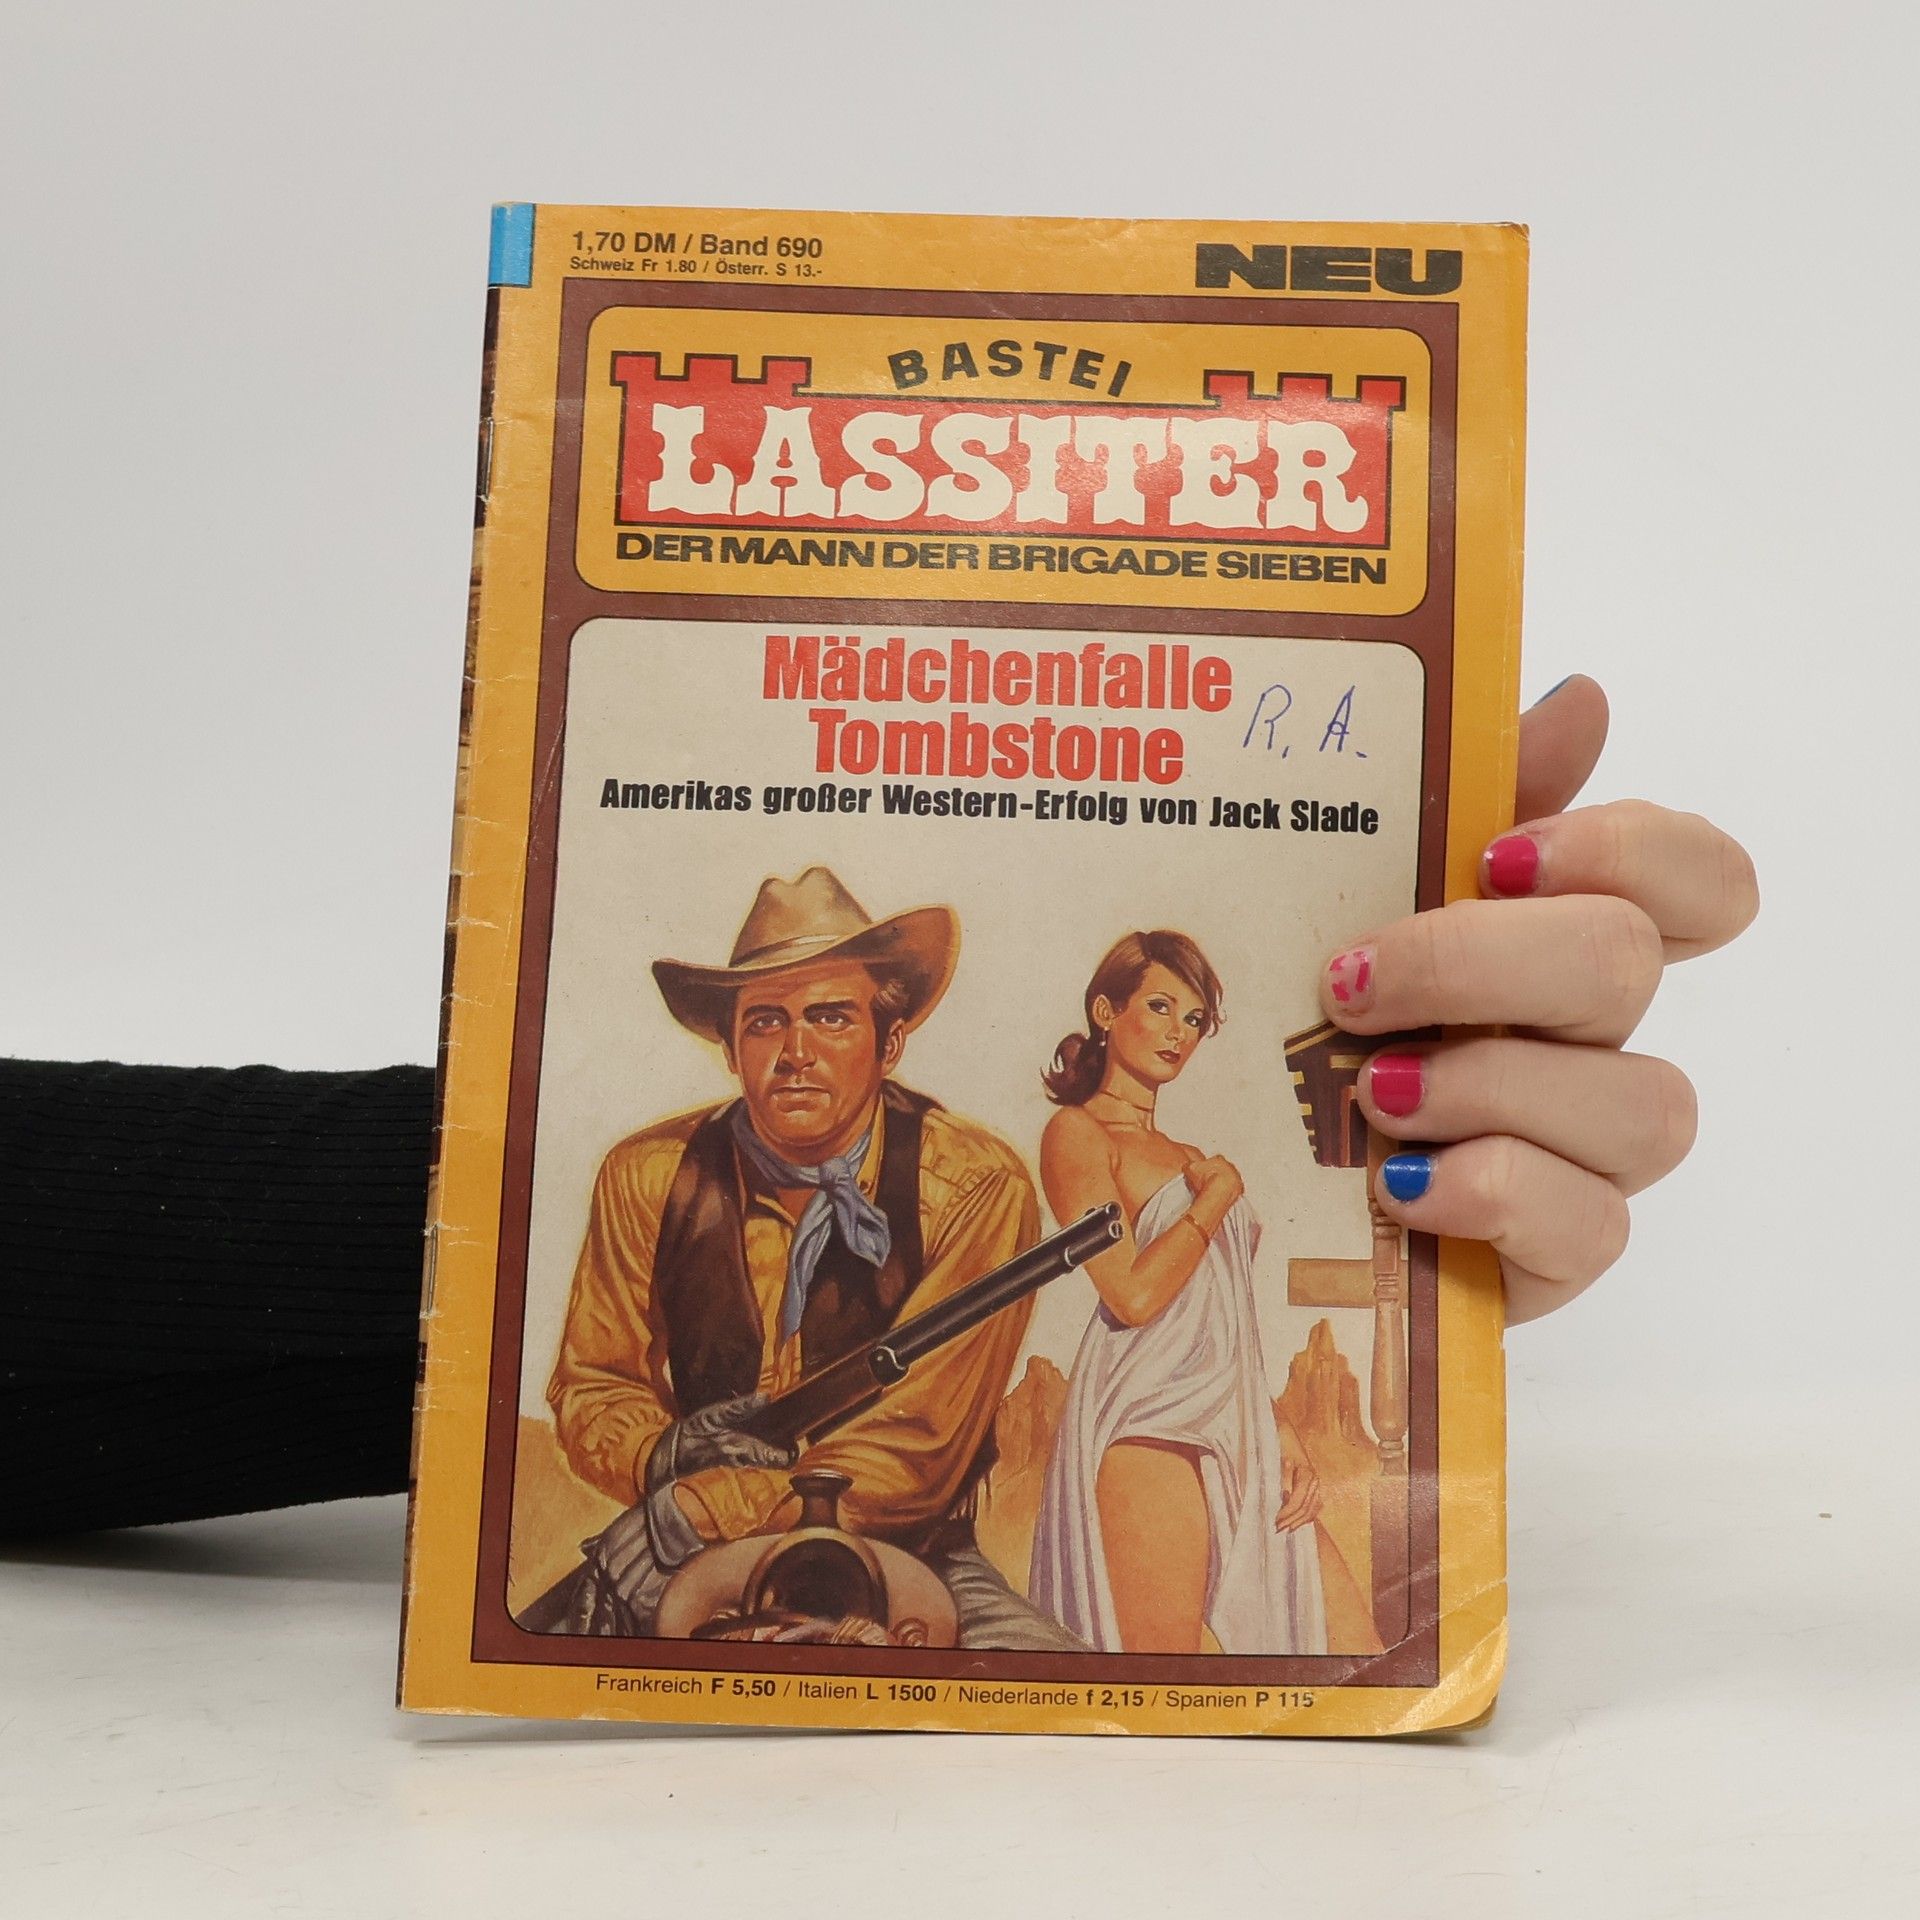 1,70 DM / Band 690
Schweiz Fr 1.80 / Österr. S 13.-
NEU
BASTEI
LASSITER
DER MANN DER BRIGADE SIEBEN
Mädchenfalle
Tombstone
R. A.
Amerikas großer Western-Erfolg von Jack Slade
Frankreich F 5,50 / Italien L 1500 / Niederlande f 2,15 / Spanien P 115